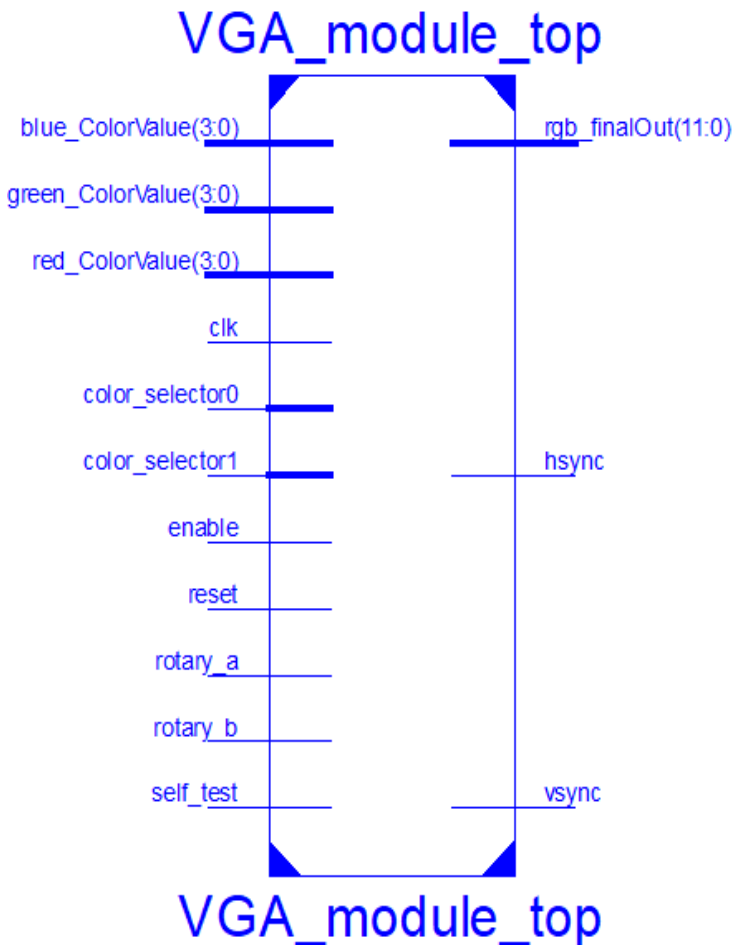 VGA_module_top
blue_ColorValue(3:0)
rgb_finalOut(11:0)
green_ColorValue(3:0)
red_ColorValue(3:0)
clk
color_selector0
color_selector1
hsync
enable
reset
rotary_a
rotary_b
self_test
vsync
VGA_module_top